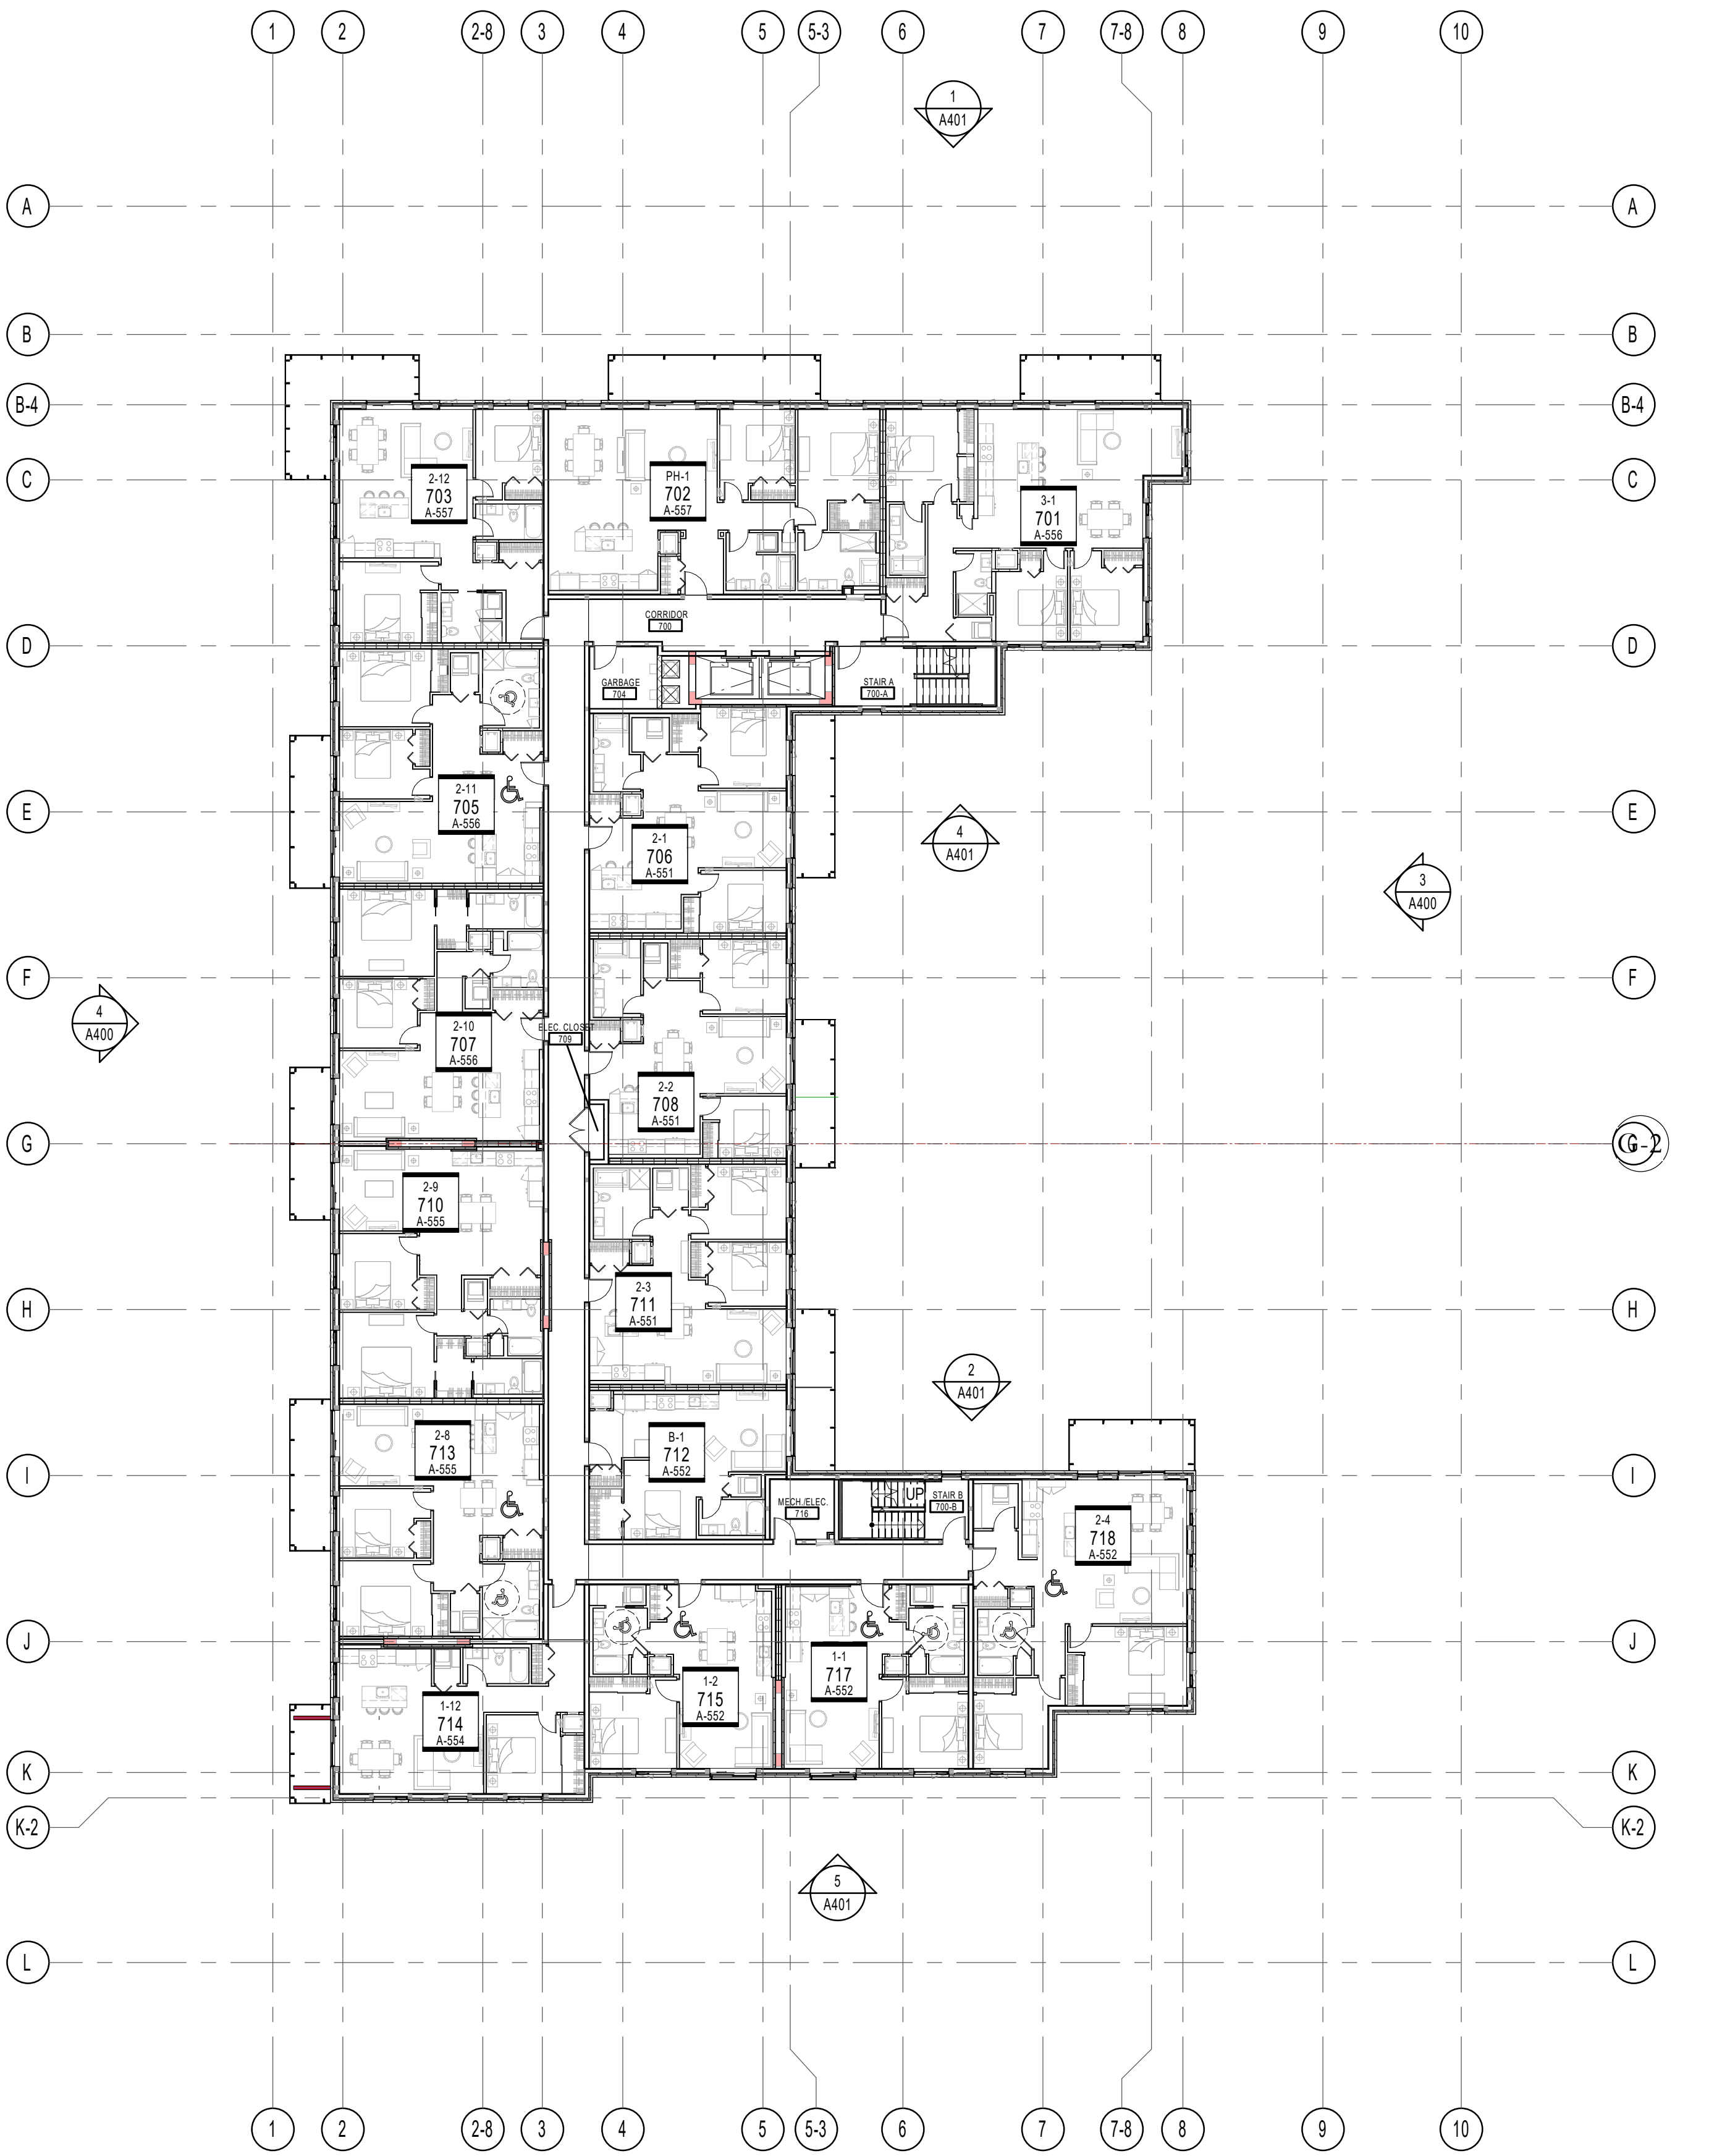 1
2
2-8
3
4
5
5-3
6
7
7-8
8
9
10
1
A401
A
A
B
B
B-4
B-4
C
C
2-12
703
A-557
PH-1
702
A-557
3-1
701
A-556
CORRIDOR
700
D
D
GARBAGE
704
STAIR A
700-A
2-11
705
A-556
E
E
2-1
706
A-551
4
A401
3
A400
F
F
4
A400
2-10
707
A-556
ELEC. CLOSET
709
2-2
708
A-551
G
G
G-2
2-9
710
A-555
2-3
711
A-551
H
H
2
A401
2-8
713
A-555
B-1
712
A-552
I
I
MECH./ELEC.
716
UP
STAIR B
700-B
2-4
718
A-552
J
J
1-12
714
A-554
1-2
715
A-552
1-1
717
A-552
K
K
K-2
K-2
5
A401
L
L
1
2
2-8
3
4
5
5-3
6
7
7-8
8
9
10